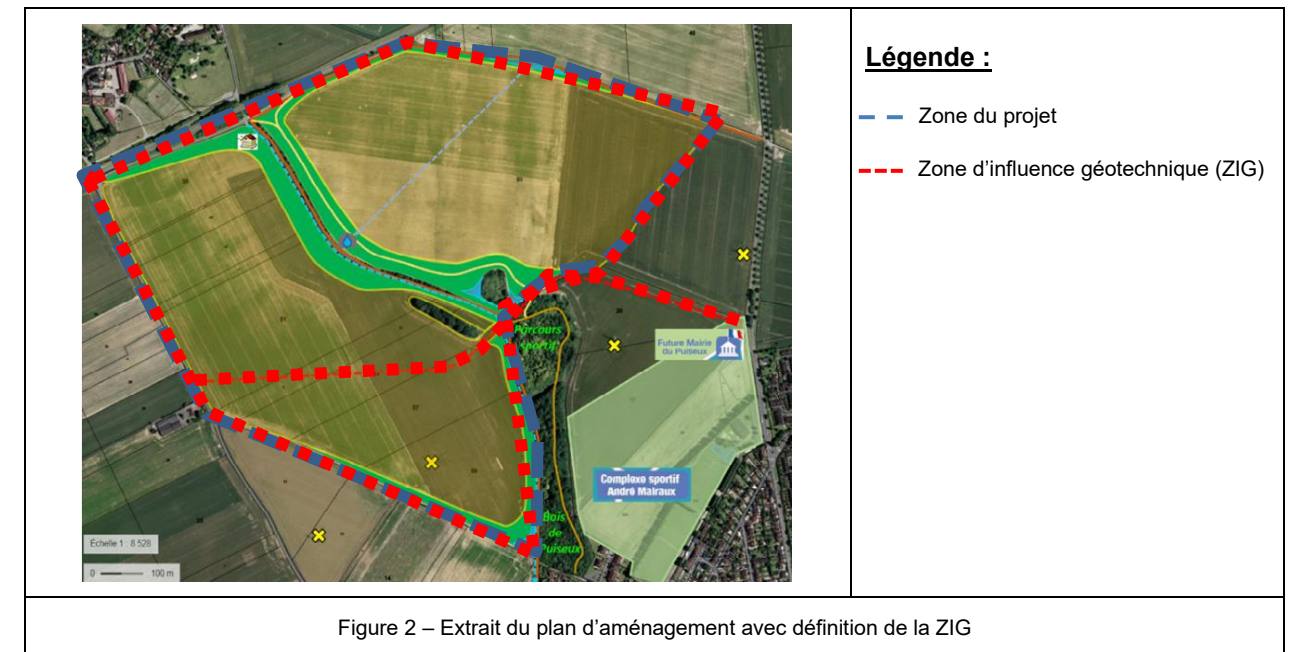 Légende :
Zone du projet
Zone d'influence géotechnique (ZIG)
Parcours
sportif
Future Mairie
du Puiseux
Complexe sportif
André Malraux
Bois
de
Puiseux
Échelle 1 : 8 528
0 100 m
Figure 2 – Extrait du plan d'aménagement avec définition de la ZIG